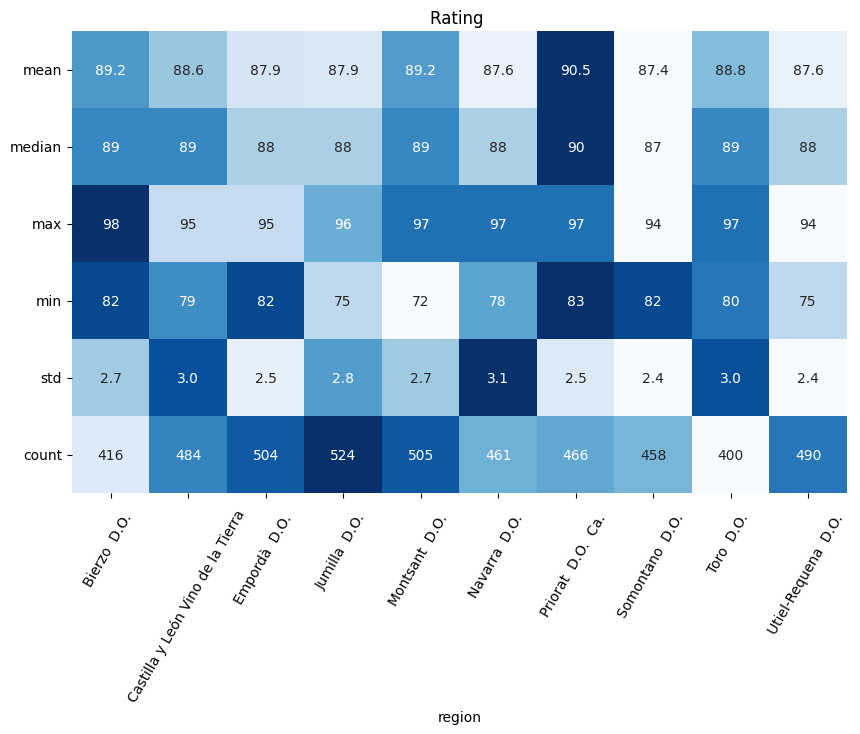 Rating
mean 89.2 88.6 87.9 87.9 89.2 87.6 90.5 87.4 88.8 87.6
median 89 89 88 88 89 88 90 87 89 88
max 98 95 95 96 97 97 97 94 97 94
min 82 79 82 75 72 78 83 82 80 75
std 2.7 3.0 2.5 2.8 2.7 3.1 2.5 2.4 3.0 2.4
count 416 484 504 524 505 461 466 458 400 490
Bierzo D.O.
Castilla y León Vino de la Tierra
Empordà D.O.
Jumilla D.O.
Montsant D.O.
Navarra D.O.
Priorat D.O. Ca.
Somontano D.O.
Toro D.O.
Utiel-Requena D.O.
region